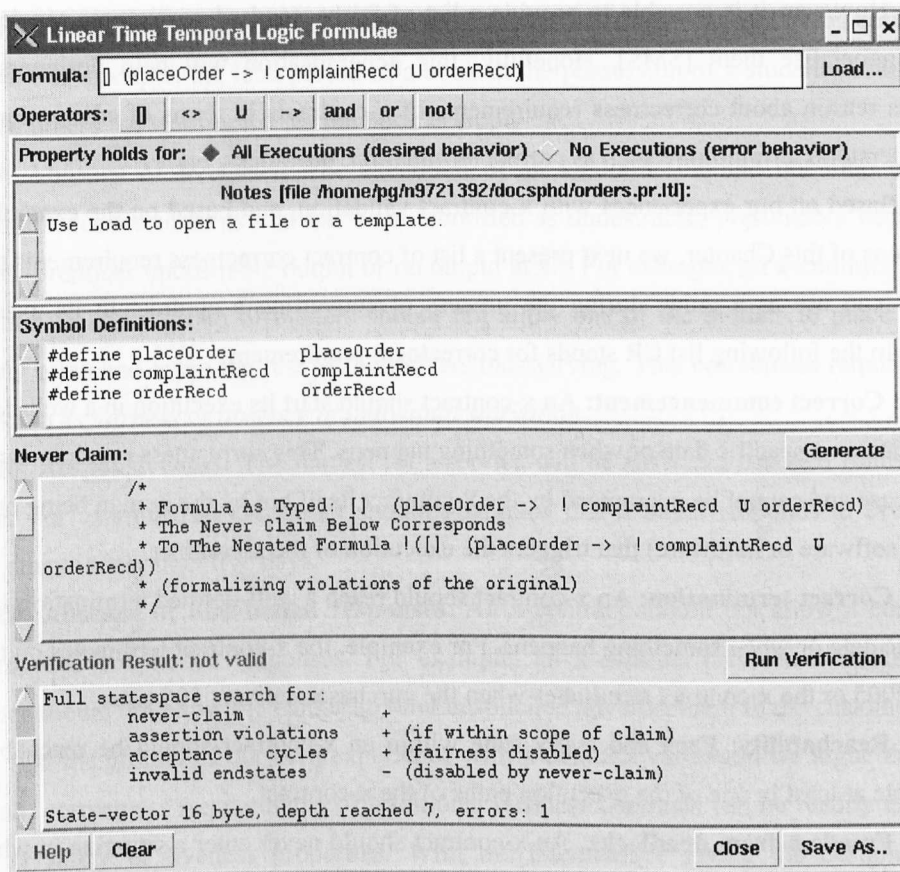 Linear Time Temporal Logic Formulae
Formula: [] (placeOrder -> ! complaintRecd U orderRecd) Load...
Operators: [] <> U -> and or not
Property holds for: All Executions (desired behavior) No Executions (error behavior)
Notes [file /home/pg/n9721392/docsphd/orders.pr.ltl]:
Use Load to open a file or a template.
Symbol Definitions:
#define placeOrder placeOrder
#define complaintRecd complaintRecd
#define orderRecd orderRecd
Never Claim: Generate
/*
* Formula As Typed: [] (placeOrder -> ! complaintRecd U orderRecd)
* The Never Claim Below Corresponds
* To The Negated Formula !([] (placeOrder -> ! complaintRecd U
orderRecd))
* (formalizing violations of the original)
*/
Verification Result: not valid Run Verification
Full statespace search for:
never-claim +
assertion violations + (if within scope of claim)
acceptance cycles + (fairness disabled)
invalid endstates - (disabled by never-claim)
State-vector 16 byte, depth reached 7, errors: 1
Help Clear Close Save As..